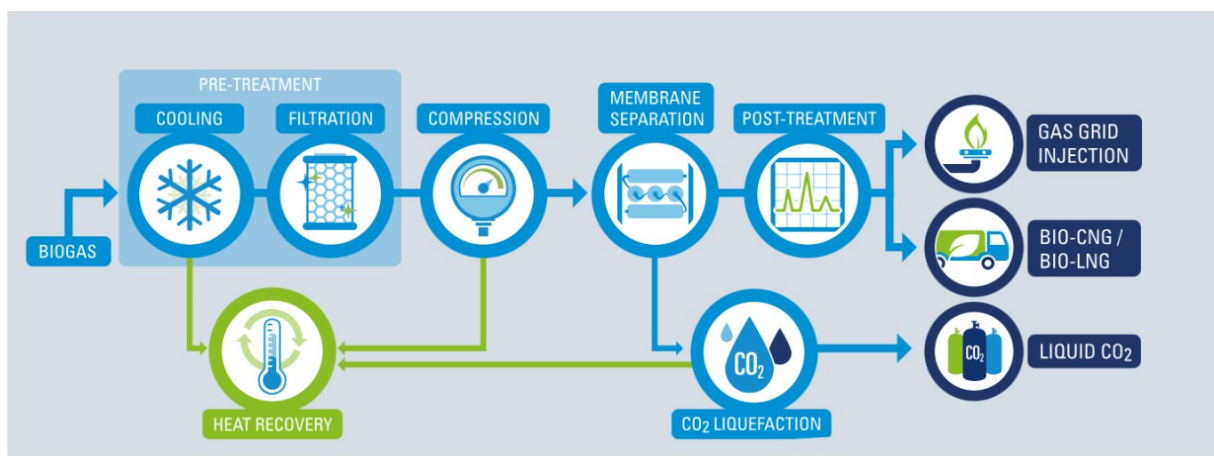 PRE-TREATMENT
COOLING
FILTRATION
COMPRESSION
MEMBRANE
SEPARATION
POST-TREATMENT
GAS GRID
INJECTION
BIOGAS
BIO-CNG /
BIO-LNG
HEAT RECOVERY
CO₂
CO₂ LIQUEFACTION
CO₂
LIQUID CO₂